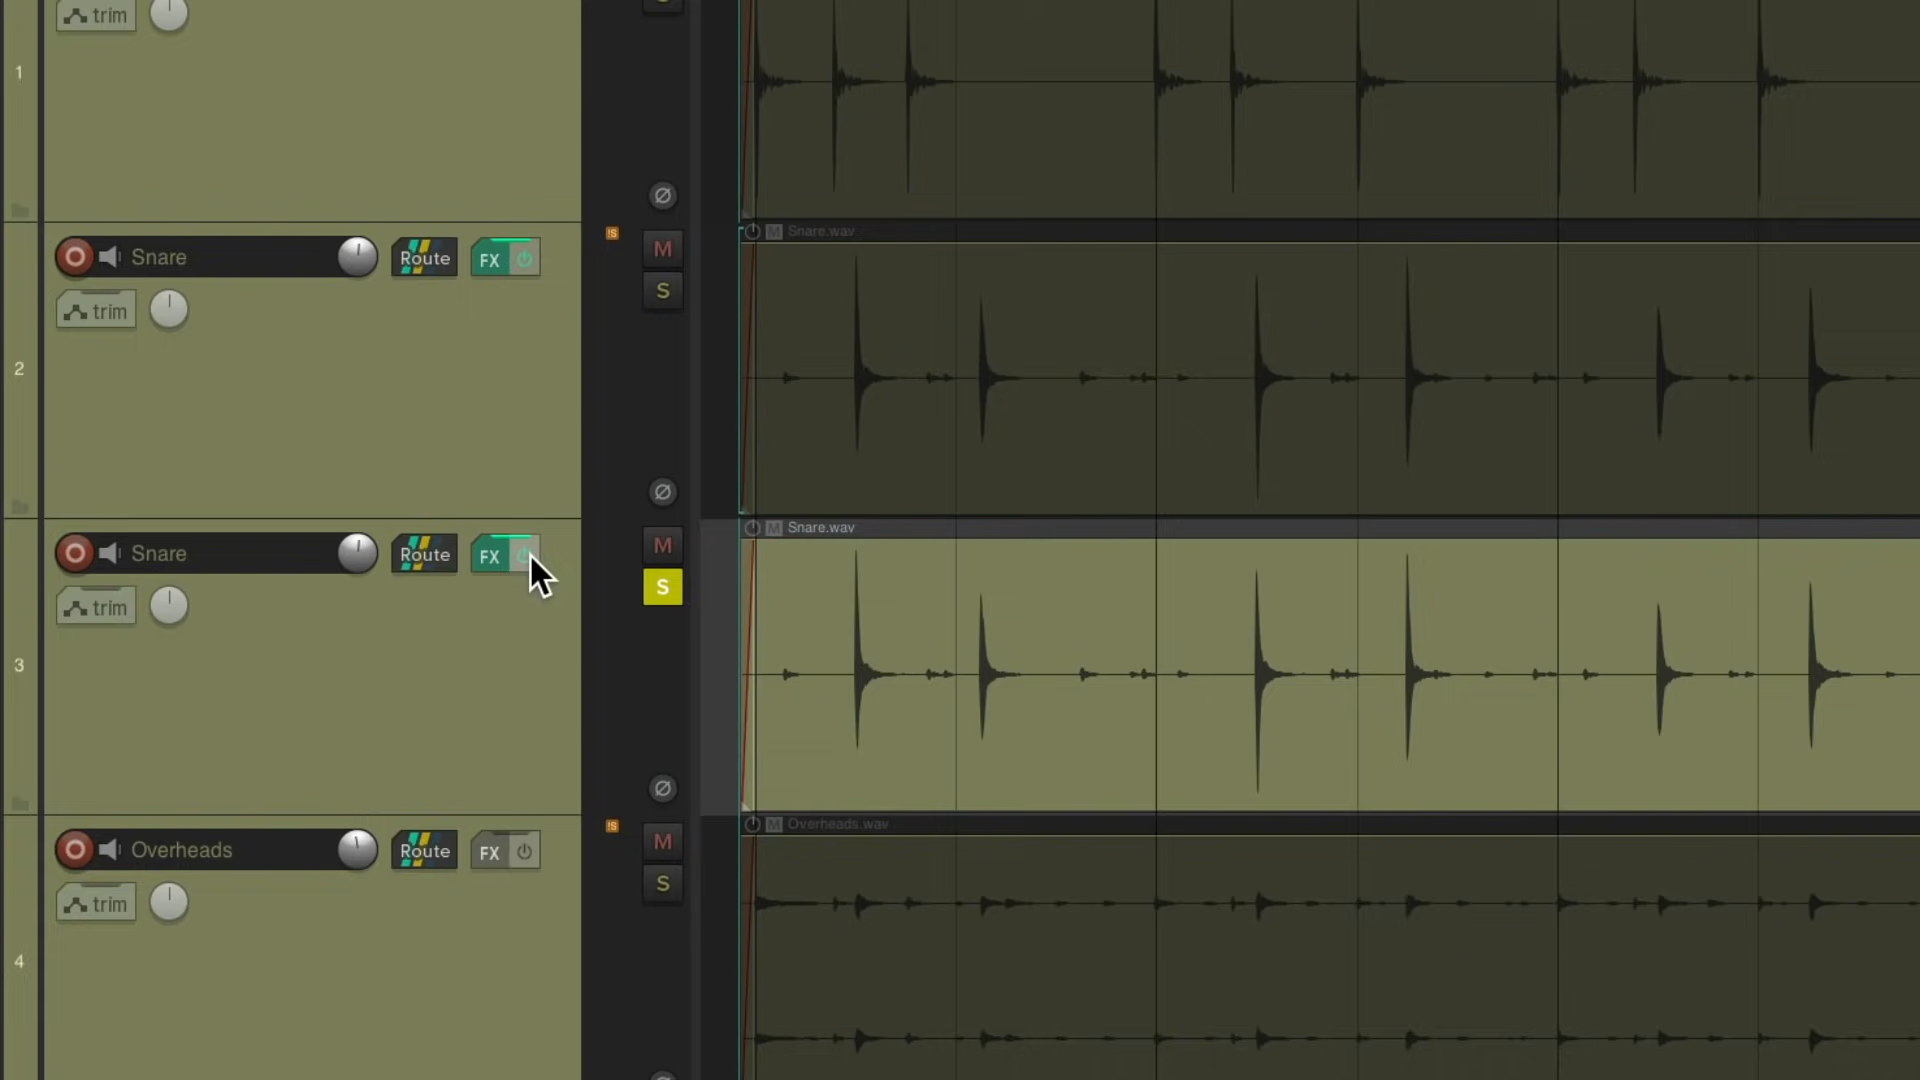 trim
1
Snare.wav
Snare
Route
FX
M
S
trim
2
Snare.wav
Snare
Route
FX
M
S
trim
3
Overheads.wav
Overheads
Route
FX
M
S
trim
4